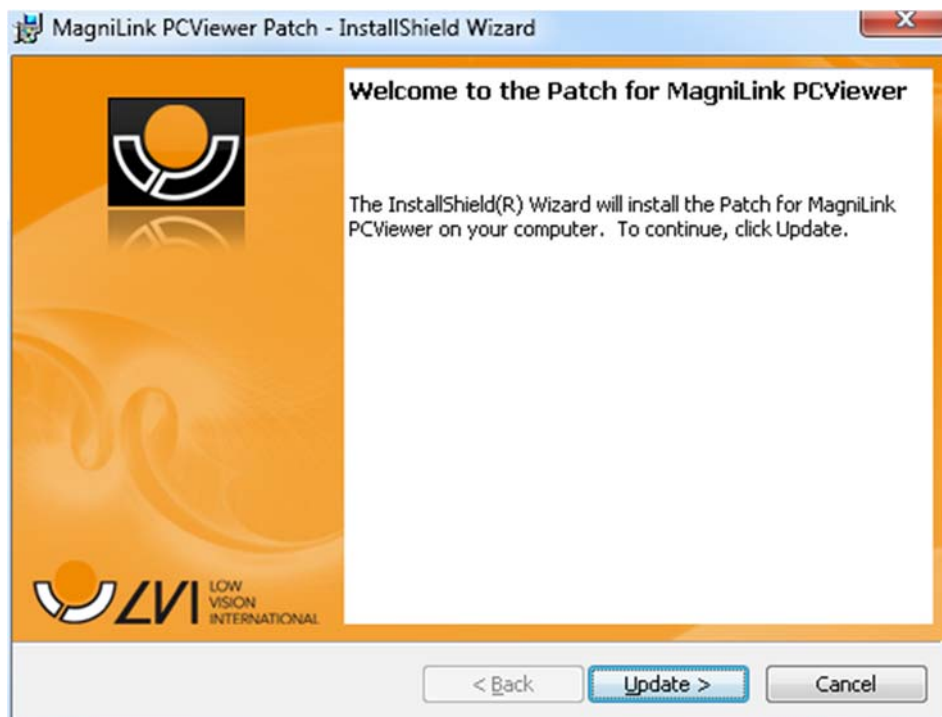 MagniLink PCViewer Patch - InstallShield Wizard
Welcome to the Patch for MagniLink PCViewer
The InstallShield(R) Wizard will install the Patch for MagniLink
PCViewer on your computer.  To continue, click Update.
LVI
LOW
VISION
INTERNATIONAL
< Back
Update >
Cancel